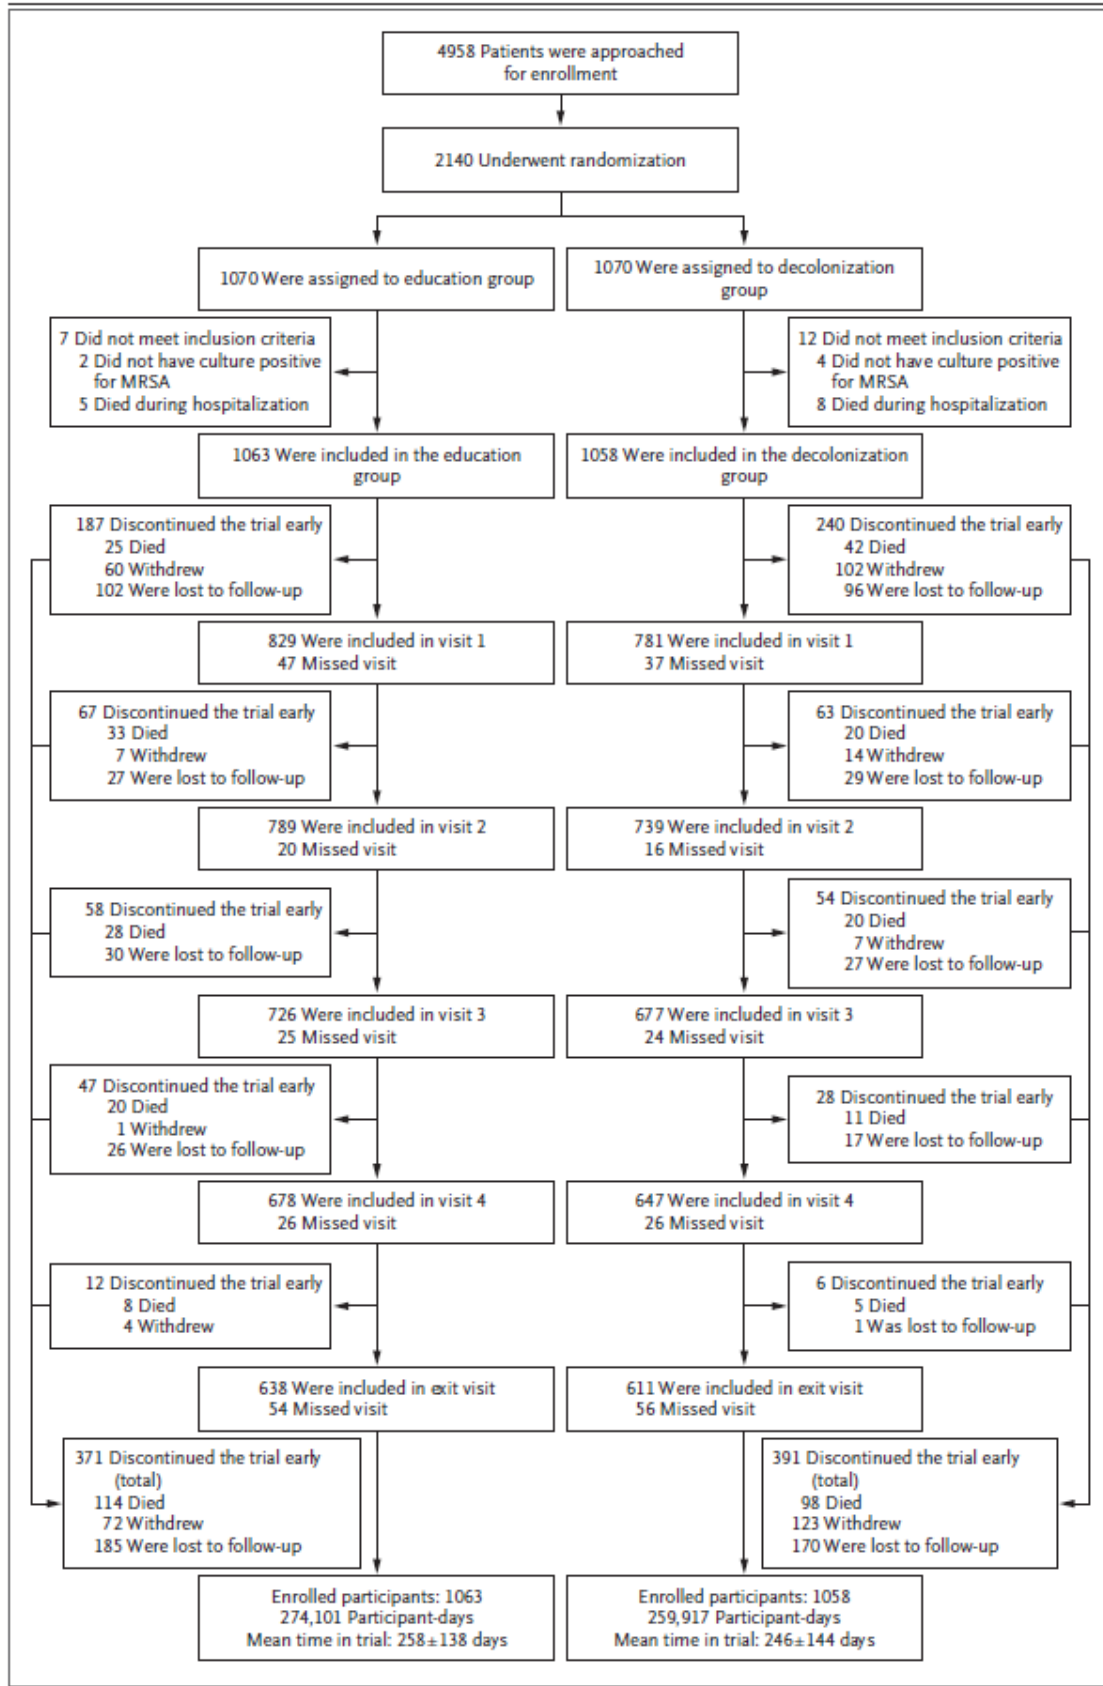 4958 Patients were approached
for enrollment
2140 Underwent randomization
1070 Were assigned to education group
1070 Were assigned to decolonization
group
7 Did not meet inclusion criteria
2 Did not have culture positive
for MRSA
5 Died during hospitalization
12 Did not meet inclusion criteria
4 Did not have culture positive
for MRSA
8 Died during hospitalization
1063 Were included in the education
group
1058 Were included in the decolonization
group
187 Discontinued the trial early
25 Died
60 Withdrew
102 Were lost to follow-up
240 Discontinued the trial early
42 Died
102 Withdrew
96 Were lost to follow-up
829 Were included in visit 1
47 Missed visit
781 Were included in visit 1
37 Missed visit
67 Discontinued the trial early
33 Died
7 Withdrew
27 Were lost to follow-up
63 Discontinued the trial early
20 Died
14 Withdrew
29 Were lost to follow-up
789 Were included in visit 2
20 Missed visit
739 Were included in visit 2
16 Missed visit
58 Discontinued the trial early
28 Died
30 Were lost to follow-up
54 Discontinued the trial early
20 Died
7 Withdrew
27 Were lost to follow-up
726 Were included in visit 3
25 Missed visit
677 Were included in visit 3
24 Missed visit
47 Discontinued the trial early
20 Died
1 Withdrew
26 Were lost to follow-up
28 Discontinued the trial early
11 Died
17 Were lost to follow-up
678 Were included in visit 4
26 Missed visit
647 Were included in visit 4
26 Missed visit
12 Discontinued the trial early
8 Died
4 Withdrew
6 Discontinued the trial early
5 Died
1 Was lost to follow-up
638 Were included in exit visit
54 Missed visit
611 Were included in exit visit
56 Missed visit
371 Discontinued the trial early
(total)
114 Died
72 Withdrew
185 Were lost to follow-up
391 Discontinued the trial early
(total)
98 Died
123 Withdrew
170 Were lost to follow-up
Enrolled participants: 1063
274,101 Participant-days
Mean time in trial: 258±138 days
Enrolled participants: 1058
259,917 Participant-days
Mean time in trial: 246±144 days